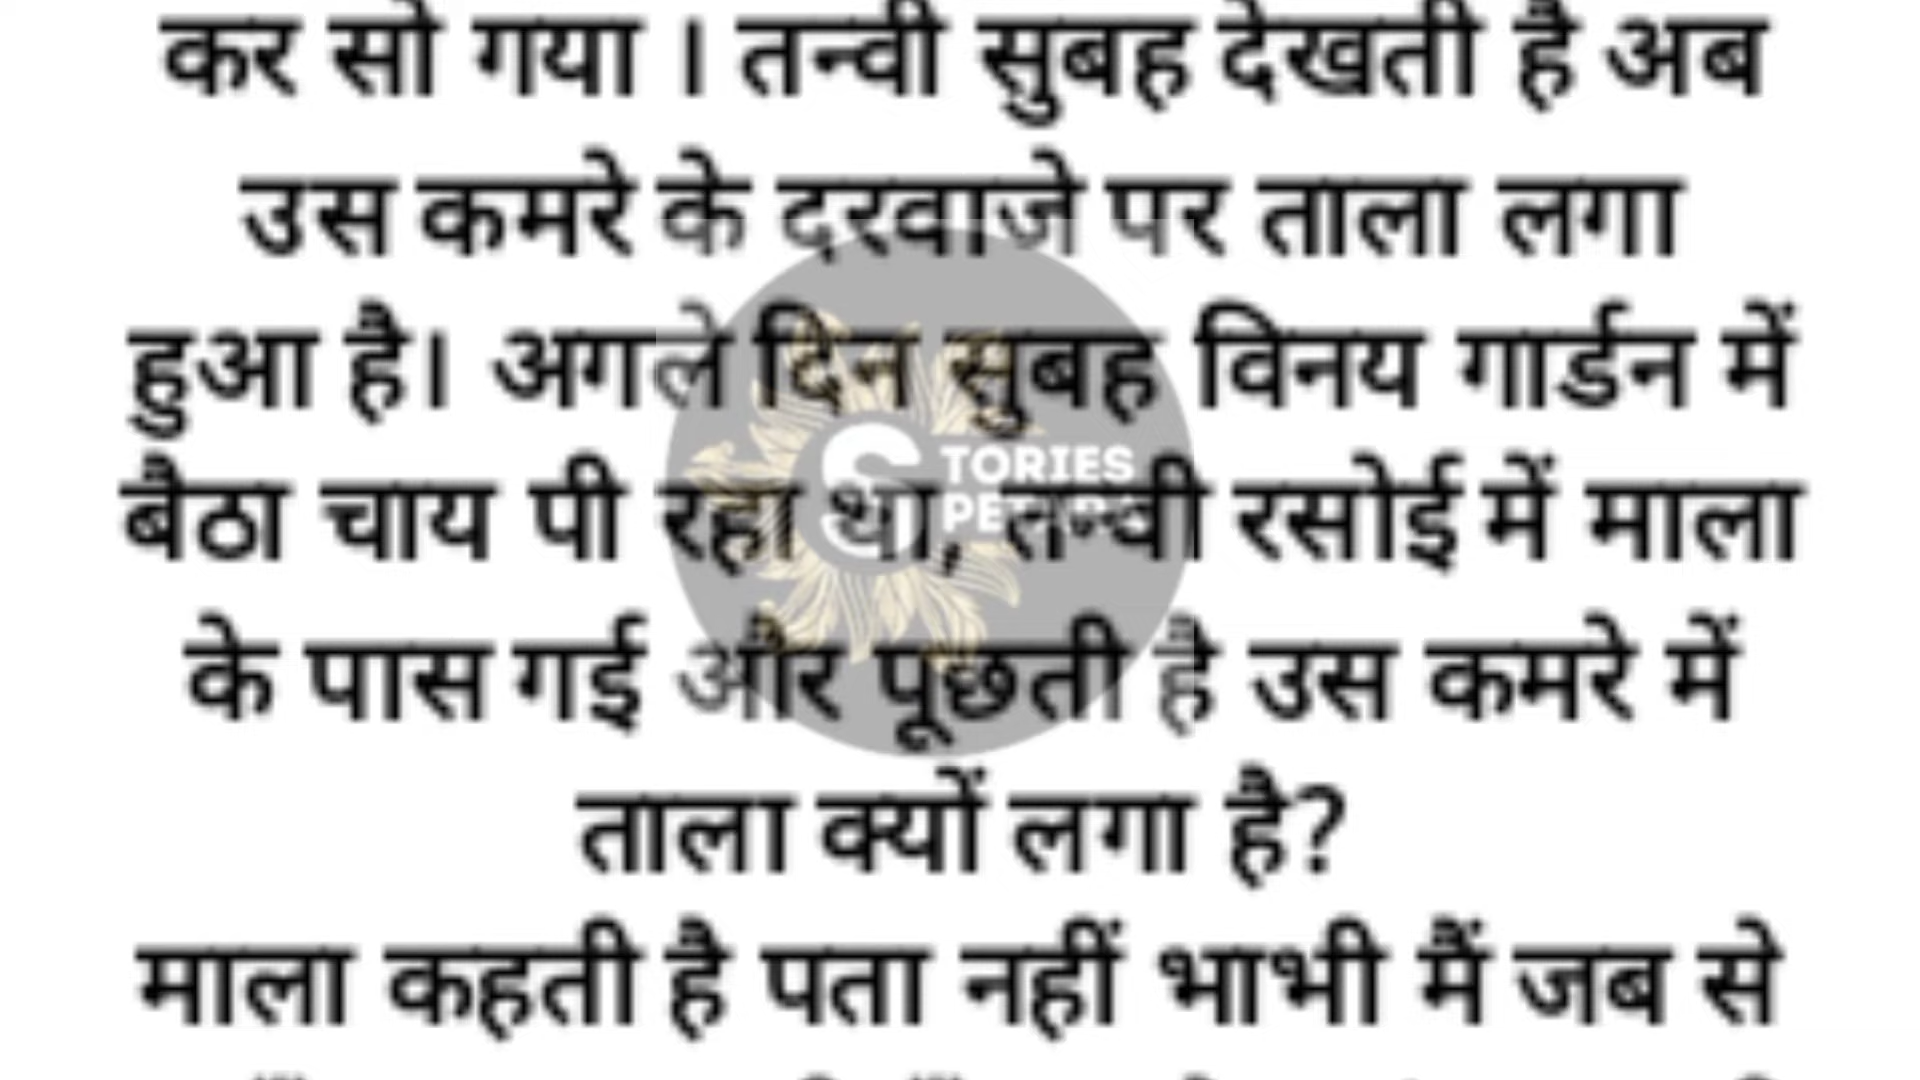 कर सो गया । तन्वी सुबह देखती है अब
उस कमरे के दरवाजे पर ताला लगा
हुआ है। अगले दिन सुबह विनय गार्डन में
बैठा चाय पी रहा था, तन्वी रसोई में माला
STORIES
के पास गई और पूछती है उस कमरे में
ताला क्यों लगा है?
माला कहती है पता नहीं भाभी मैं जब से